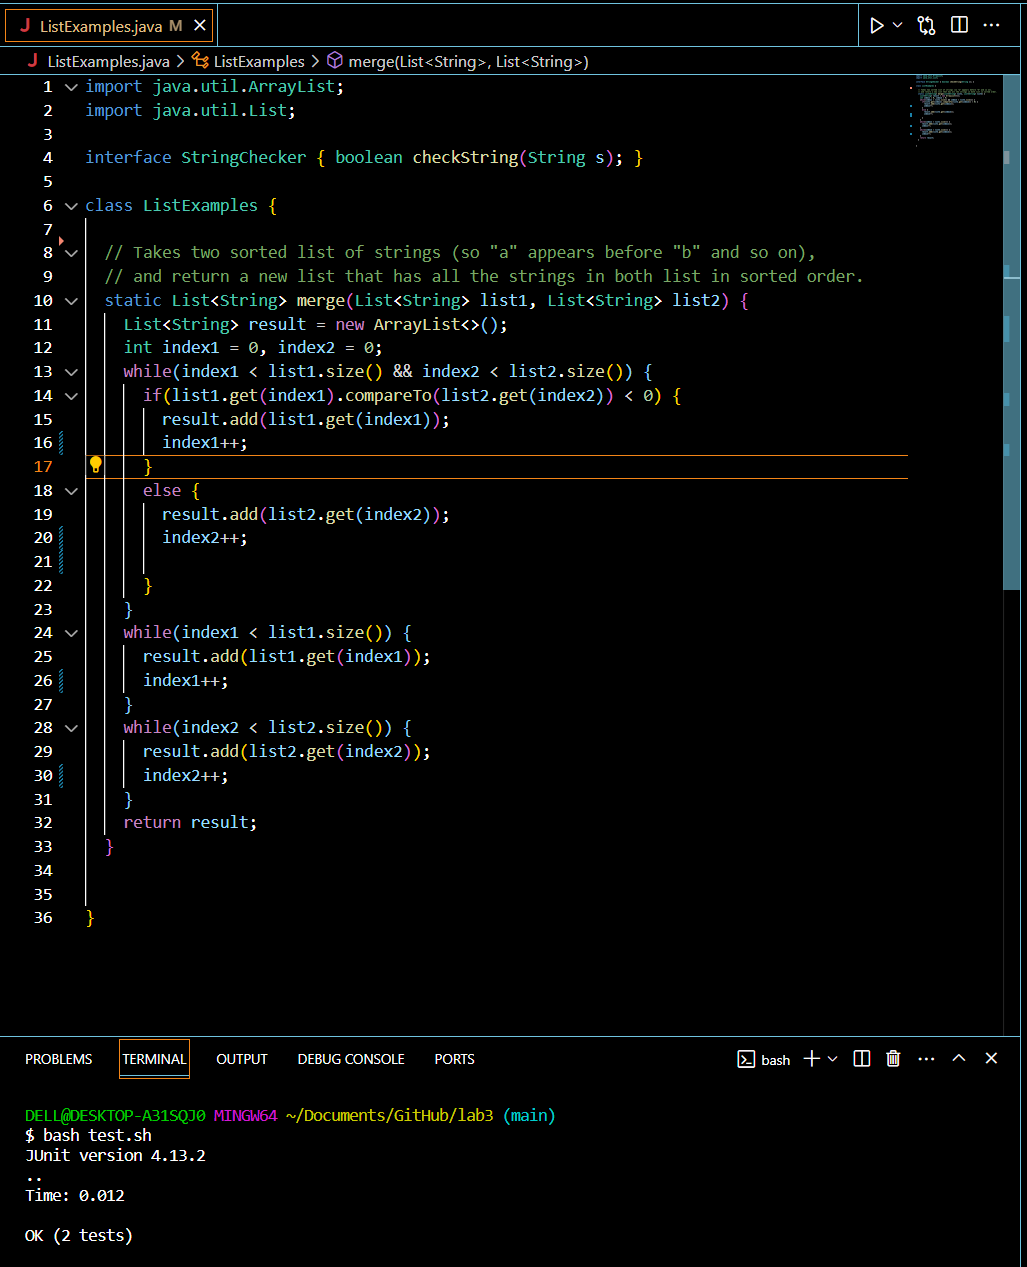 J ListExamples.java M ×
J ListExamples.java > ListExamples > merge(List<String>, List<String>)
1 import java.util.ArrayList;
2 import java.util.List;
3
4 interface StringChecker { boolean checkString(String s); }
5
6 class ListExamples {
7
8 // Takes two sorted list of strings (so "a" appears before "b" and so on),
9 // and return a new list that has all the strings in both list in sorted order.
10 static List<String> merge(List<String> list1, List<String> list2) {
11 List<String> result = new ArrayList<>();
12 int index1 = 0, index2 = 0;
13 while(index1 < list1.size() && index2 < list2.size()) {
14 if(list1.get(index1).compareTo(list2.get(index2)) < 0) {
15 result.add(list1.get(index1));
16 index1++;
17 }
18 else {
19 result.add(list2.get(index2));
20 index2++;
21
22 }
23 }
24 while(index1 < list1.size()) {
25 result.add(list1.get(index1));
26 index1++;
27 }
28 while(index2 < list2.size()) {
29 result.add(list2.get(index2));
30 index2++;
31 }
32 return result;
33 }
34
35
36 }
PROBLEMS TERMINAL OUTPUT DEBUG CONSOLE PORTS bash
DELL@DESKTOP-A31SQJ0 MINGW64 ~/Documents/GitHub/lab3 (main)
$ bash test.sh
JUnit version 4.13.2
..
Time: 0.012
OK (2 tests)